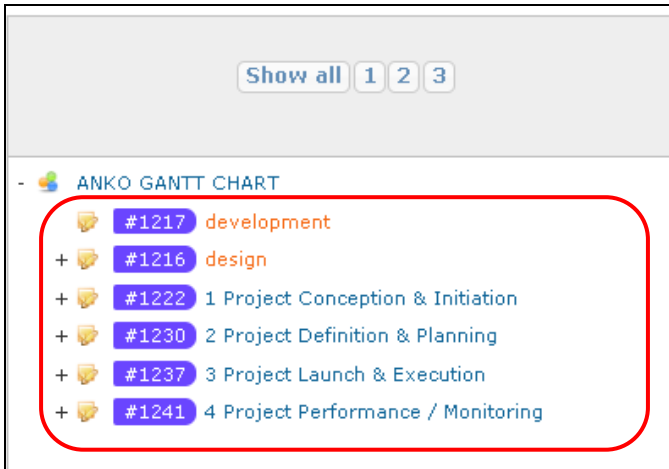 Show all 1 2 3
- ANKO GANTT CHART
#1217 development
+ #1216 design
+ #1222 1 Project Conception & Initiation
+ #1230 2 Project Definition & Planning
+ #1237 3 Project Launch & Execution
+ #1241 4 Project Performance / Monitoring